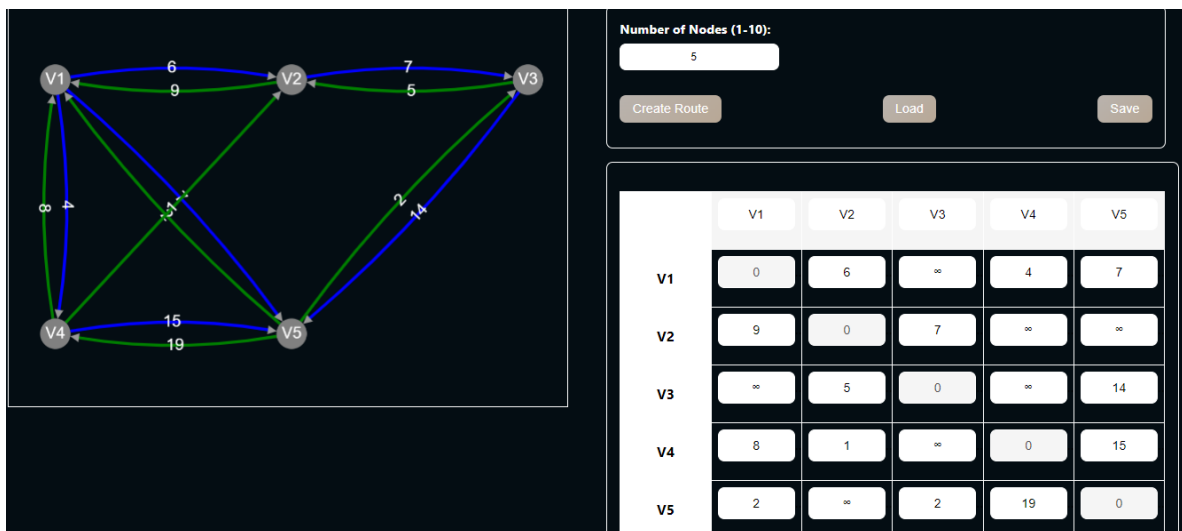 Number of Nodes (1-10):
5
Create Route Load Save
6
7
V1 V2 V3
9
5
8 4
2
14
15
V4 V5
19
V1 V2 V3 V4 V5
V1 0 6 ∞ 4 7
V2 9 0 7 ∞ ∞
V3 ∞ 5 0 ∞ 14
V4 8 1 ∞ 0 15
V5 2 ∞ 2 19 0